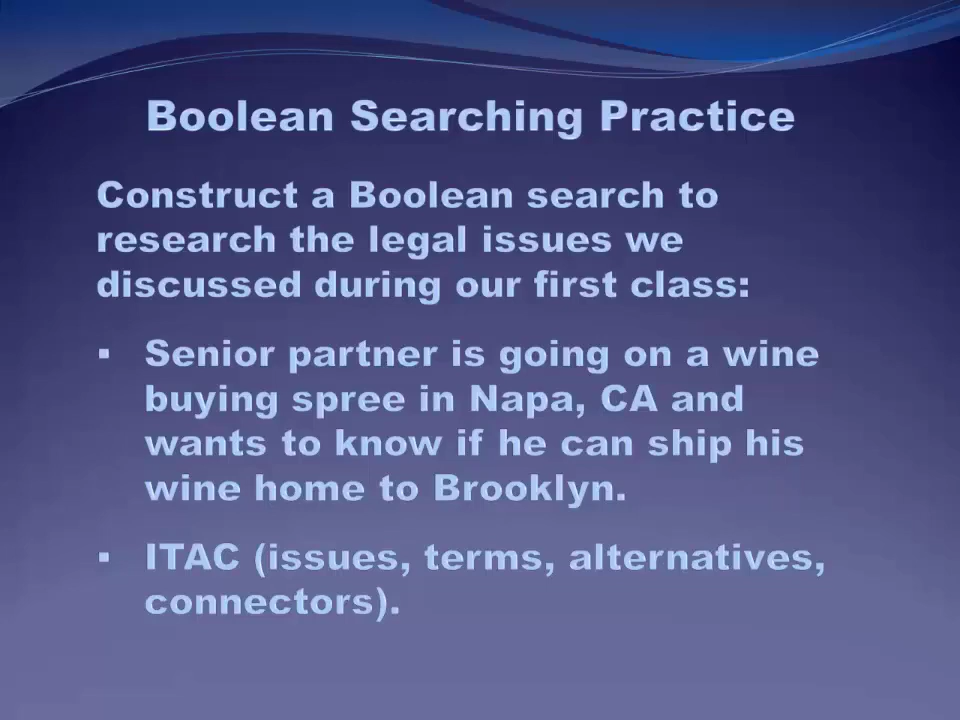 Boolean Searching Practice
Construct a Boolean search to
research the legal issues we
discussed during our first class:
▪ Senior partner is going on a wine
buying spree in Napa, CA and
wants to know if he can ship his
wine home to Brooklyn.
▪ ITAC (issues, terms, alternatives,
connectors).